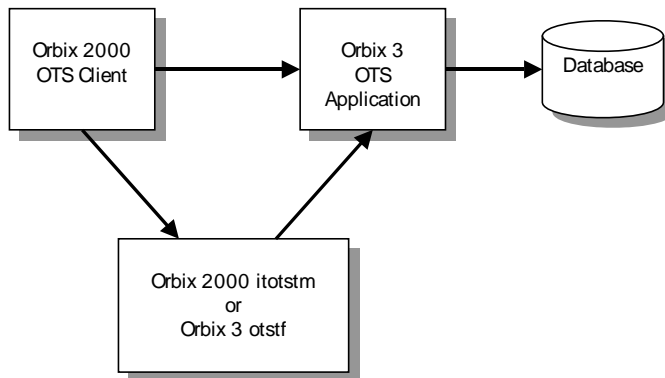 Orbix 2000
OTS Client
Orbix 3
OTS
Application
Database
Orbix 2000 itotstm
or
Orbix 3 otstf